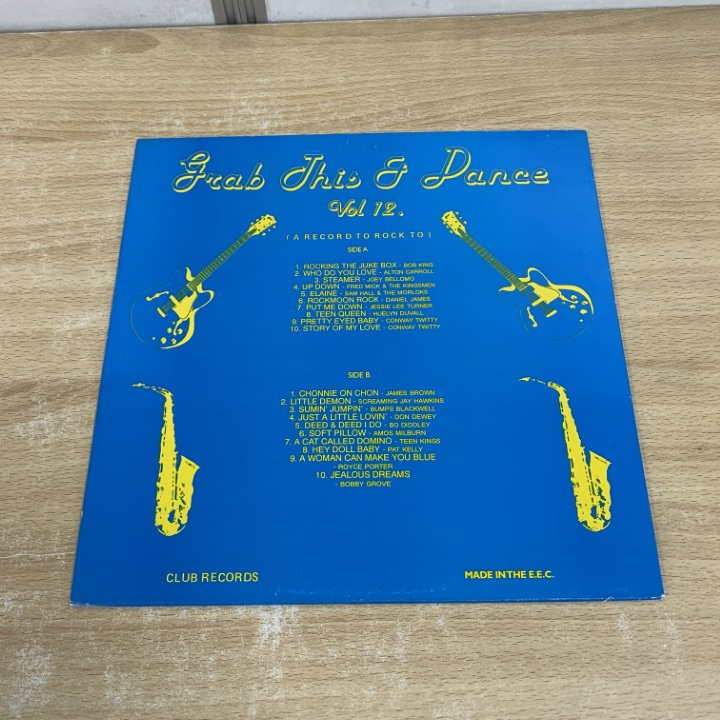 Grab This & Dance
Vol 12.
( A RECORD TO ROCK TO )
SIDE A
1. ROCKING THE JUKE BOX - BOB KING
2. WHO DO YOU LOVE - ALTON CARROLL
3. STEAMER - JOEY BELLOMO
4. UP DOWN - FRED MICK & THE KINGSMEN
5. ELAINE - SAM HALL & THE MORLOKS
6. ROCKMOON ROCK - DANIEL JAMES
7. PUT ME DOWN - JESSIE LEE TURNER
8. TEEN QUEEN - HUELYN DUVALL
9. PRETTY EYED BABY - CONWAY TWITTY
10. STORY OF MY LOVE - CONWAY TWITTY
SIDE B
1. CHONNIE ON CHON - JAMES BROWN
2. LITTLE DEMON - SCREAMING JAY HAWKINS
3. SUMIN' JUMPIN' - BUMPS BLACKWELL
4. JUST A LITTLE LOVIN' - DON DEWEY
5. DEED & DEED I DO - BO DIDDLEY
6. SOFT PILLOW - AMOS MILBURN
7. A CAT CALLED DOMINO - TEEN KINGS
8. HEY DOLL BABY - PAT KELLY
9. A WOMAN CAN MAKE YOU BLUE
- ROYCE PORTER
10. JEALOUS DREAMS
- BOBBY GROVE
CLUB RECORDS
MADE IN THE E.E.C.